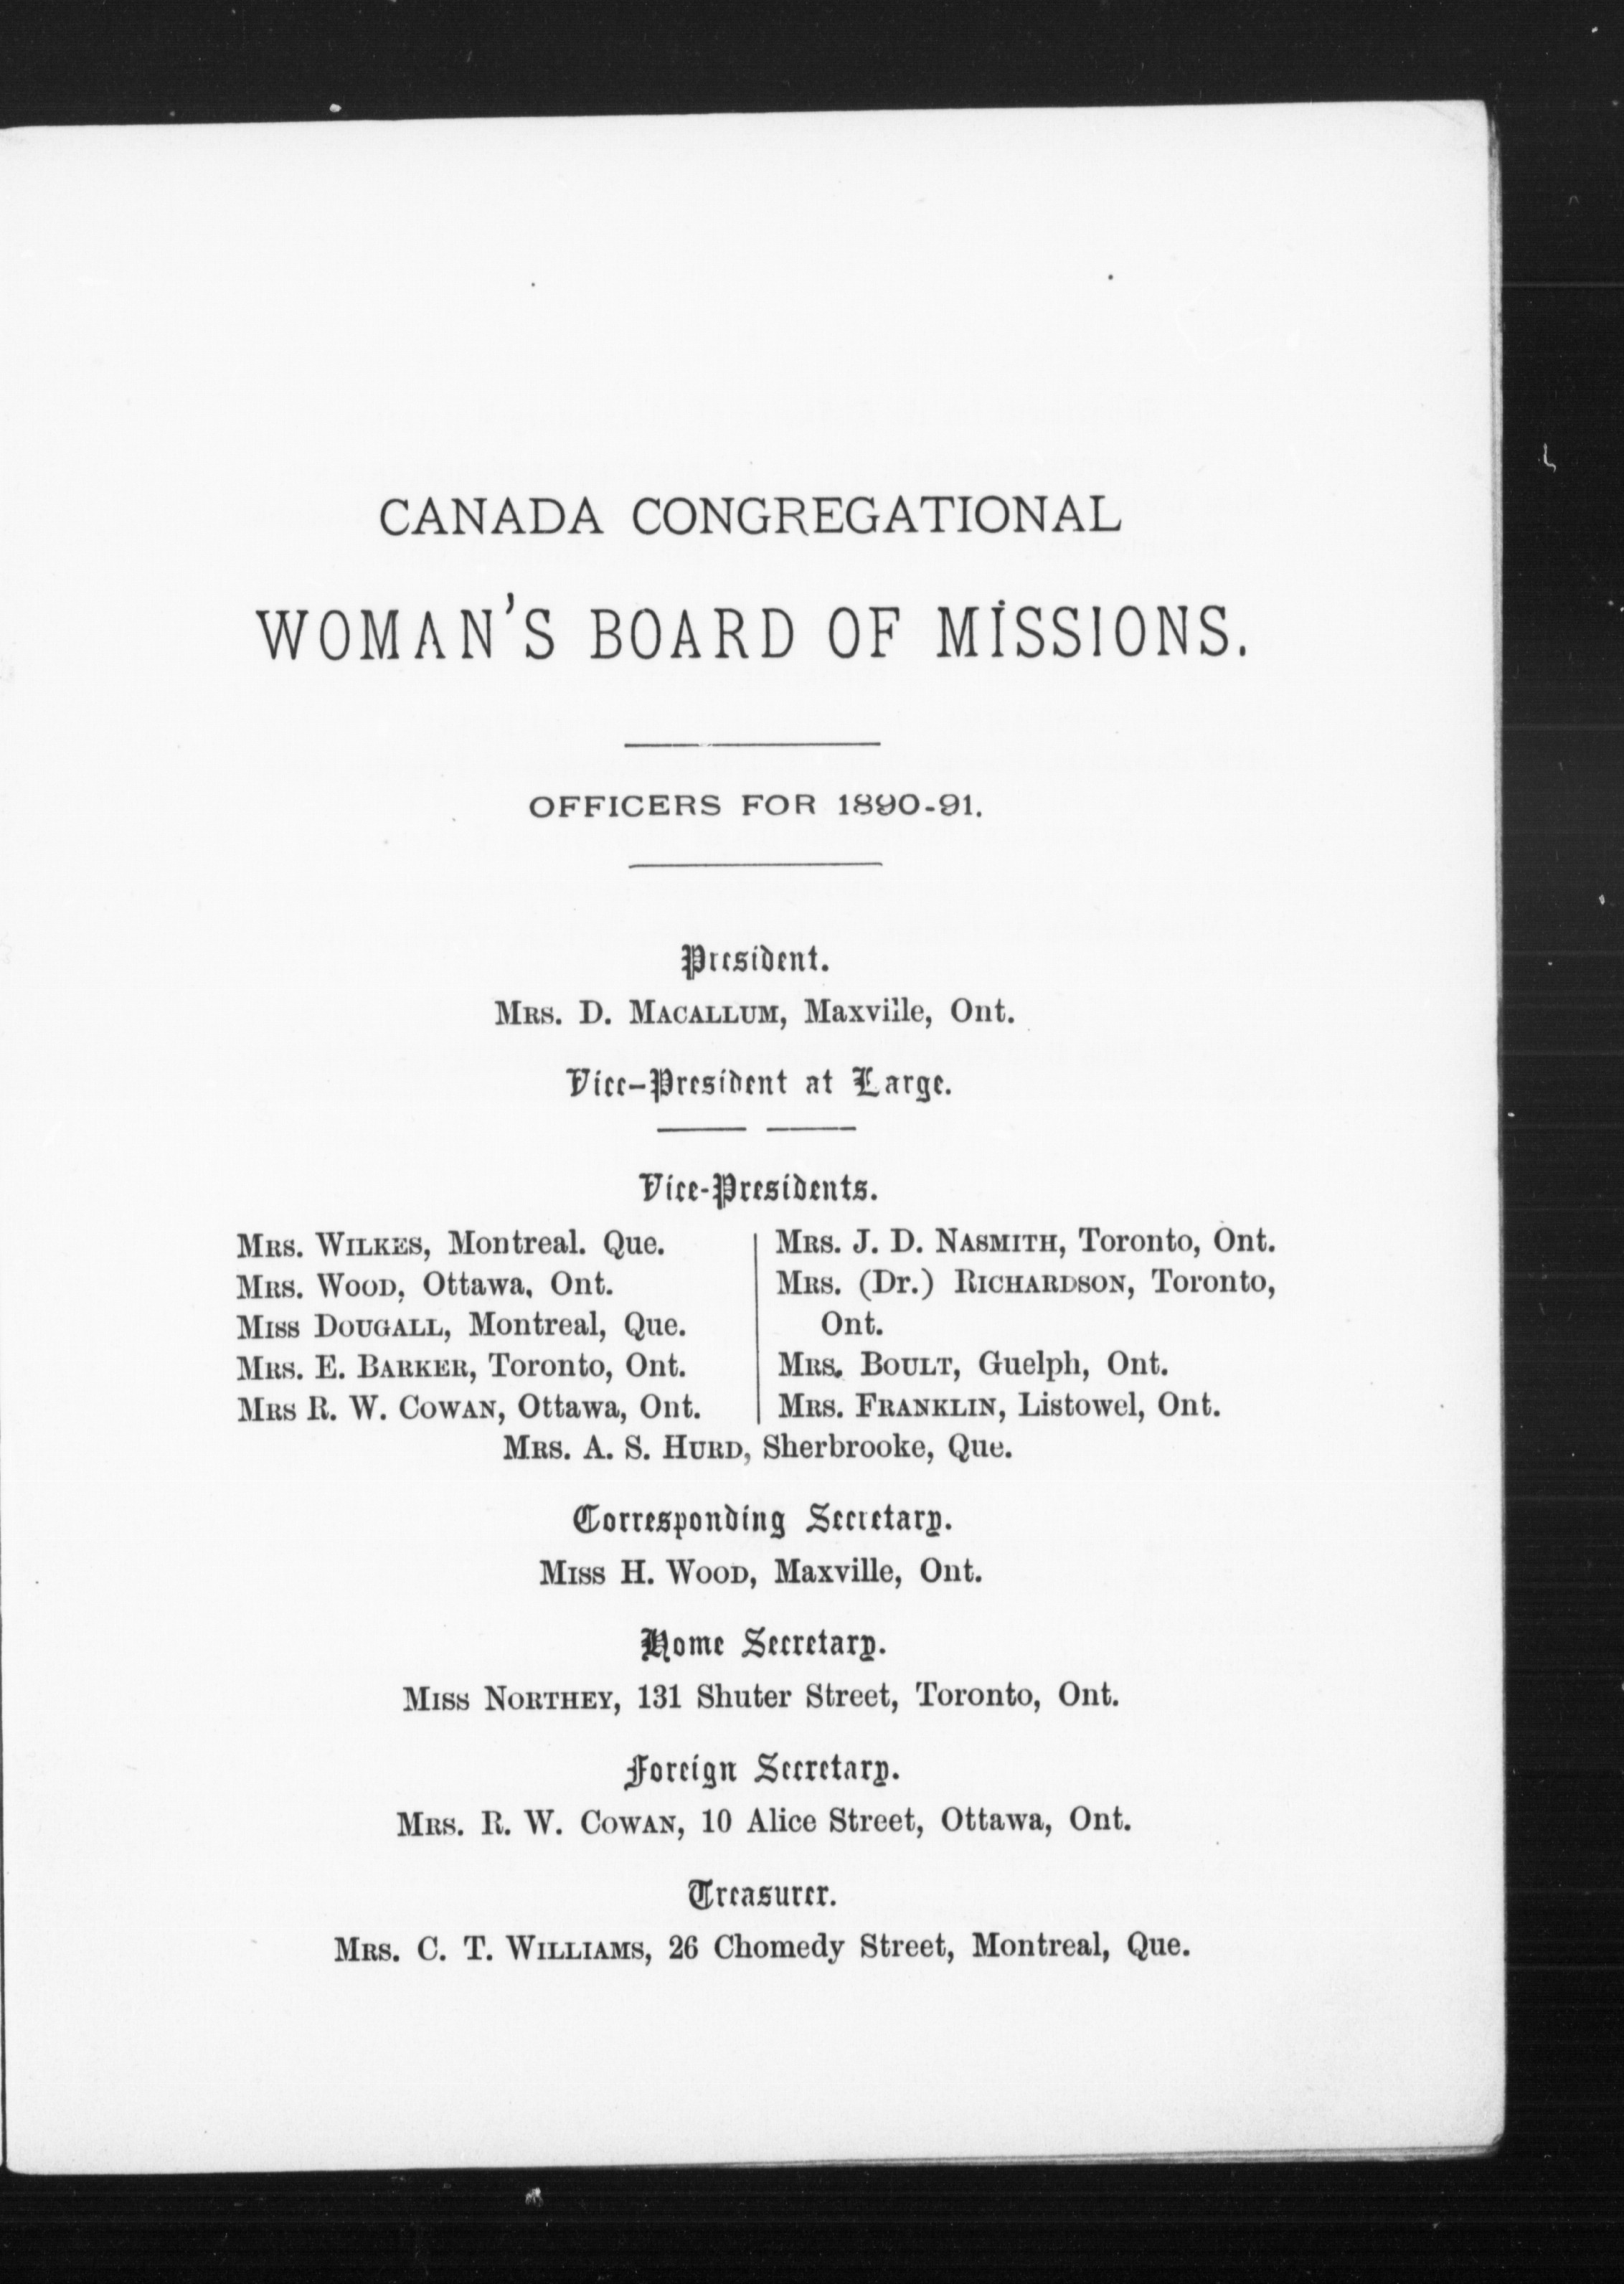 CANADA CONGREGATIONAL
WOMAN'S BOARD OF MISSIONS.
OFFICERS FOR 1890-91.
President.
MRS. D. MACALLUM, Maxville, Ont.
Vice-President at Large.
Vice-Presidents.
MRS. WILKES, Montreal. Que.
MRS. WOOD, Ottawa, Ont.
MISS DOUGALL, Montreal, Que.
MRS. E. BARKER, Toronto, Ont.
MRS R. W. COWAN, Ottawa, Ont.
MRS. J. D. NASMITH, Toronto, Ont.
MRS. (Dr.) RICHARDSON, Toronto,
Ont.
MRS. BOULT, Guelph, Ont.
MRS. FRANKLIN, Listowel, Ont.
MRS. A. S. HURD, Sherbrooke, Que.
Corresponding Secretary.
MISS H. WOOD, Maxville, Ont.
Home Secretary.
MISS NORTHEY, 131 Shuter Street, Toronto, Ont.
Foreign Secretary.
MRS. R. W. COWAN, 10 Alice Street, Ottawa, Ont.
Treasurer.
MRS. C. T. WILLIAMS, 26 Chomedy Street, Montreal, Que.